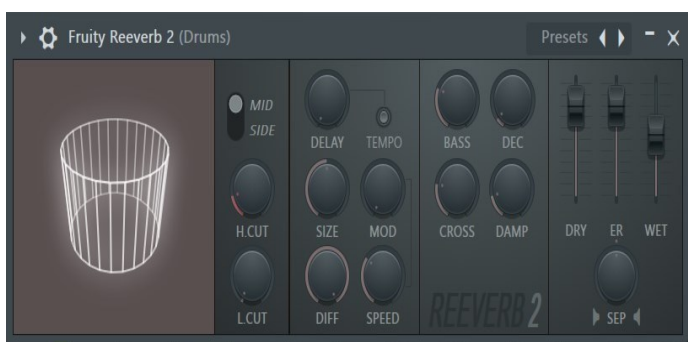 Fruity Reeverb 2 (Drums)
Presets
MID
SIDE
H.CUT
L.CUT
DELAY
TEMPO
SIZE
MOD
DIFF
SPEED
BASS
DEC
CROSS
DAMP
REEVERB 2
DRY
ER
WET
SEP